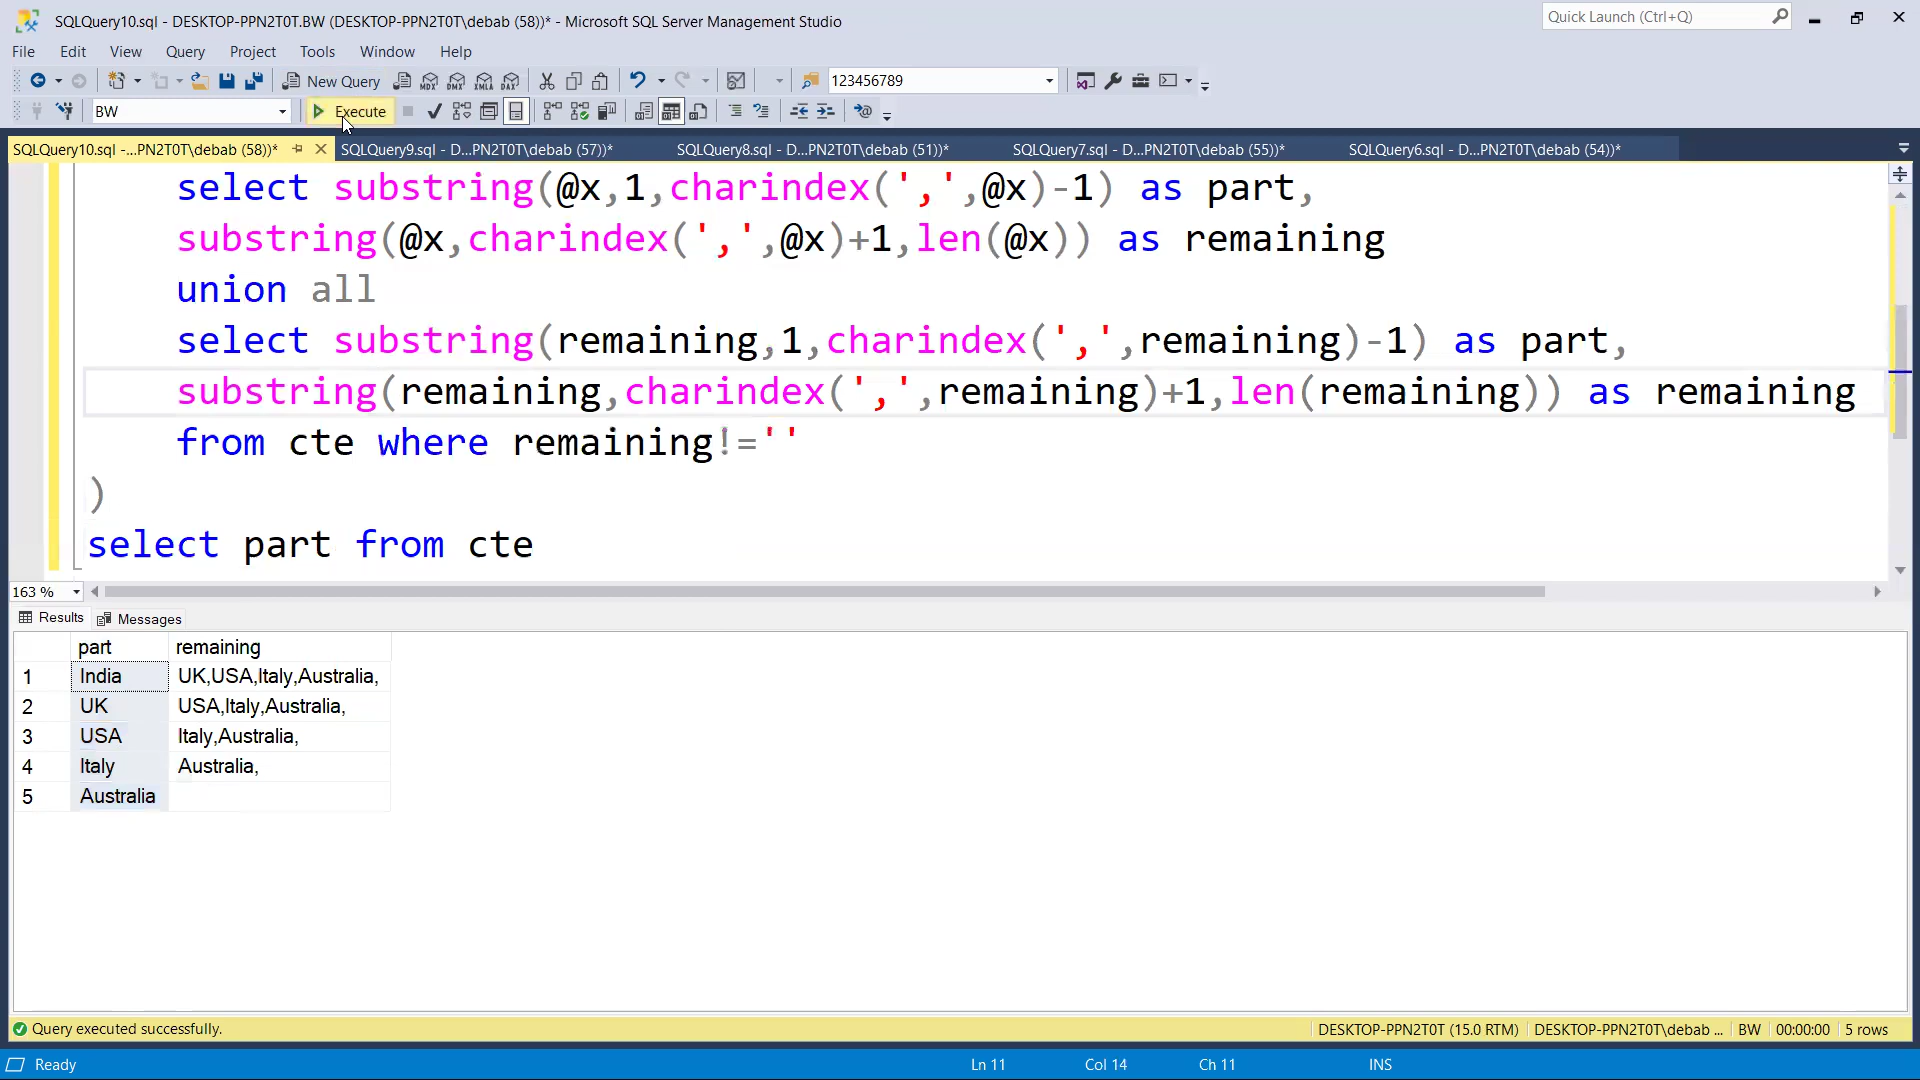 SQLQuery10.sql - DESKTOP-PPN2T0T.BW (DESKTOP-PPN2T0T\debab (58))* - Microsoft SQL Server Management Studio
Quick Launch (Ctrl+Q)
File Edit View Query Project Tools Window Help
New Query MDX DMX XMLA DAX 123456789
BW Execute
SQLQuery10.sql -...PN2T0T\debab (58))* SQLQuery9.sql - D...PN2T0T\debab (57))* SQLQuery8.sql - D...PN2T0T\debab (51))* SQLQuery7.sql - D...PN2T0T\debab (55))* SQLQuery6.sql - D...PN2T0T\debab (54))*
select substring(@x,1,charindex(',',@x)-1) as part,
substring(@x,charindex(',',@x)+1,len(@x)) as remaining
union all
select substring(remaining,1,charindex(',',remaining)-1) as part,
substring(remaining,charindex(',',remaining)+1,len(remaining)) as remaining
from cte where remaining!=''
)
select part from cte
163 %
Results Messages
part remaining
1 India UK,USA,Italy,Australia,
2 UK USA,Italy,Australia,
3 USA Italy,Australia,
4 Italy Australia,
5 Australia
Query executed successfully. DESKTOP-PPN2T0T (15.0 RTM) DESKTOP-PPN2T0T\debab ... BW 00:00:00 5 rows
Ready Ln 11 Col 14 Ch 11 INS